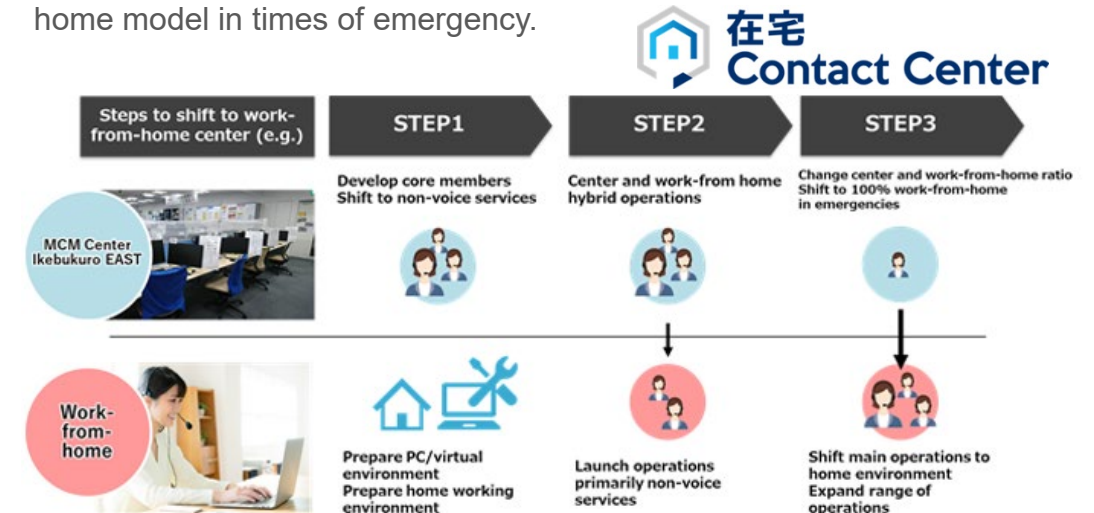 home model in times of emergency.
在宅
Contact Center
Steps to shift to work-
from-home center (e.g.)
STEP1
STEP2
STEP3
Develop core members
Shift to non-voice services
Center and work-from home
hybrid operations
Change center and work-from-home ratio
Shift to 100% work-from-home
in emergencies
MCM Center
Ikebukuro EAST
Work-
from-
home
Prepare PC/virtual
environment
Prepare home working
environment
Launch operations
primarily non-voice
services
Shift main operations to
home environment
Expand range of
operations